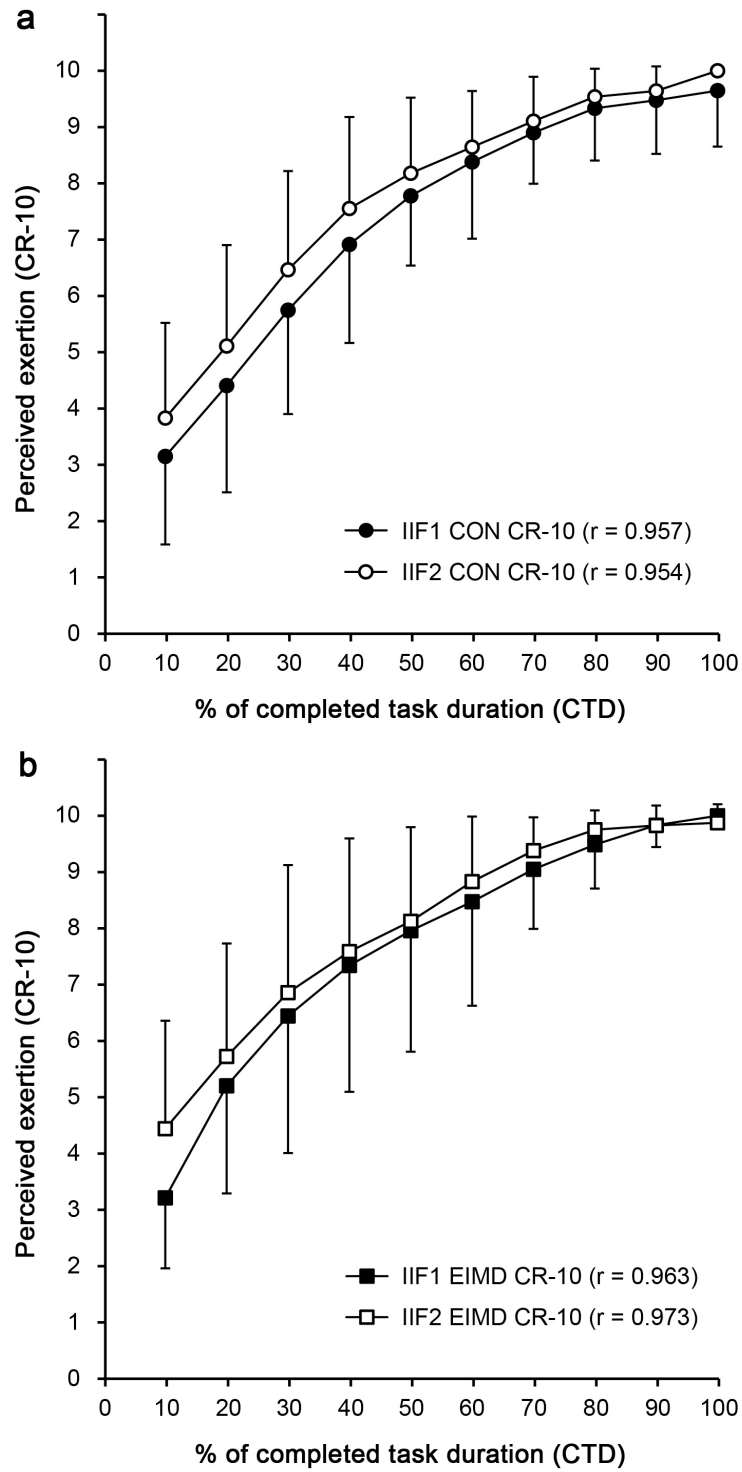 a
Perceived exertion (CR-10)
10
9
8
7
6
5
4
3
2
1
0
IIF1 CON CR-10 (r = 0.957)
IIF2 CON CR-10 (r = 0.954)
0 10 20 30 40 50 60 70 80 90 100
% of completed task duration (CTD)
b
Perceived exertion (CR-10)
10
9
8
7
6
5
4
3
2
1
0
IIF1 EIMD CR-10 (r = 0.963)
IIF2 EIMD CR-10 (r = 0.973)
0 10 20 30 40 50 60 70 80 90 100
% of completed task duration (CTD)